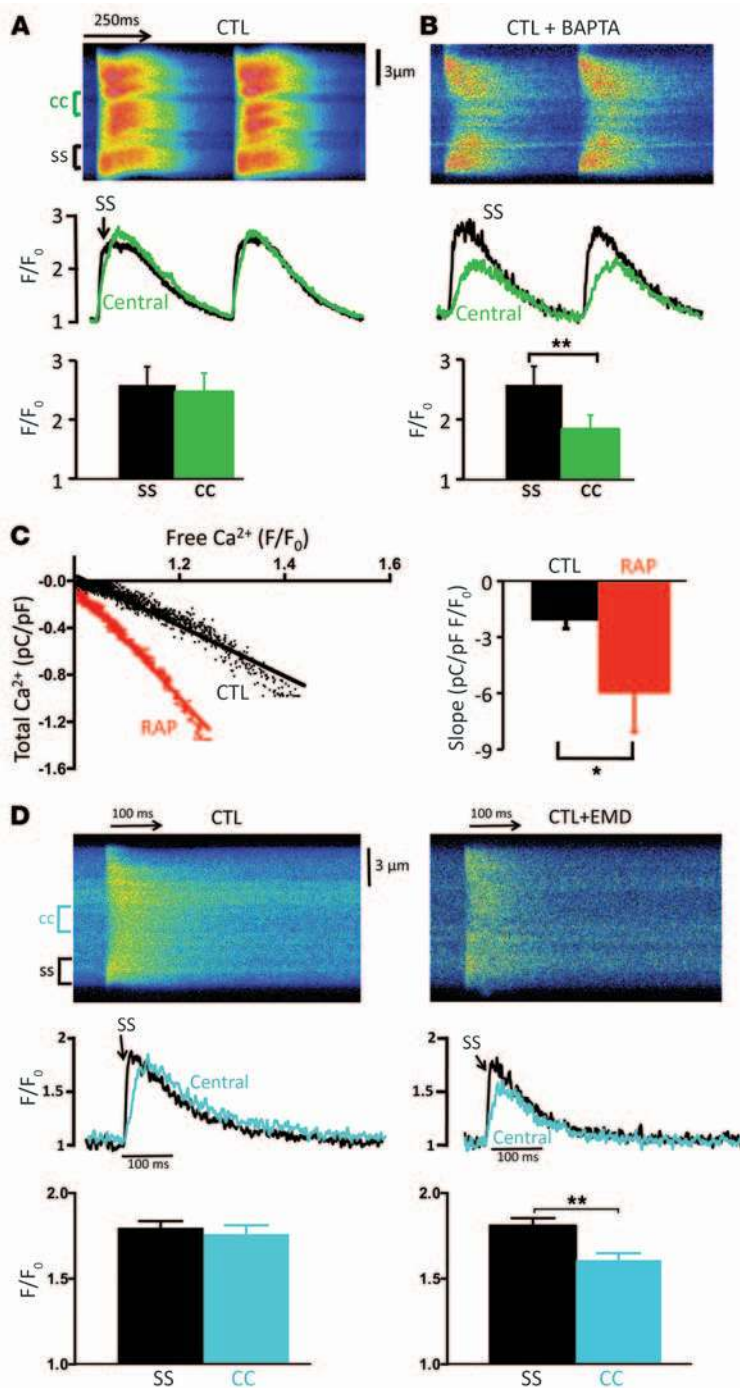 A
250ms
CTL
3μm
CC
SS
SS
Central
F/F0
3
2
1
F/F0
3
2
1
SS
CC
B
CTL + BAPTA
SS
Central
3
2
1
**
F/F0
3
2
1
SS
CC
C
Free Ca2+ (F/F0)
1.2
1.4
1.6
-0.0
-0.4
-0.8
-1.2
-1.6
Total Ca2+ (pC/pF)
CTL
RAP
CTL
RAP
0
-3
-6
-9
Slope (pC/pF F/F0)
*
D
100 ms
CTL
3 μm
CC
SS
SS
Central
F/F0
2
1.5
1
100 ms
F/F0
2.0
1.5
1.0
SS
CC
100 ms
CTL+EMD
SS
Central
2
1.5
1
100 ms
**
2.0
1.5
1.0
SS
CC